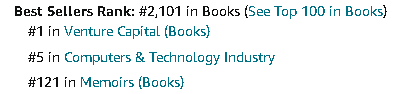 Best Sellers Rank: #2,101 in Books (See Top 100 in Books)
#1 in Venture Capital (Books)
#5 in Computers & Technology Industry
#121 in Memoirs (Books)